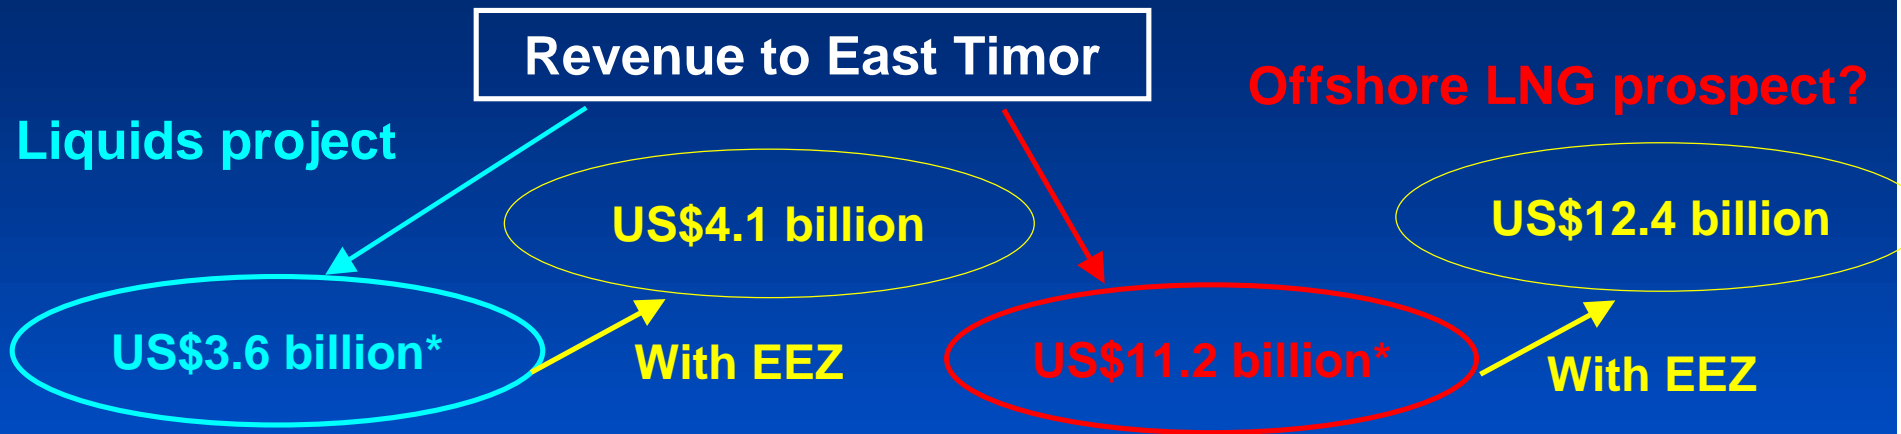 Revenue to East Timor
Offshore LNG prospect?
Liquids project
US$4.1 billion
US$12.4 billion
US$3.6 billion*
With EEZ
US$11.2 billion*
With EEZ